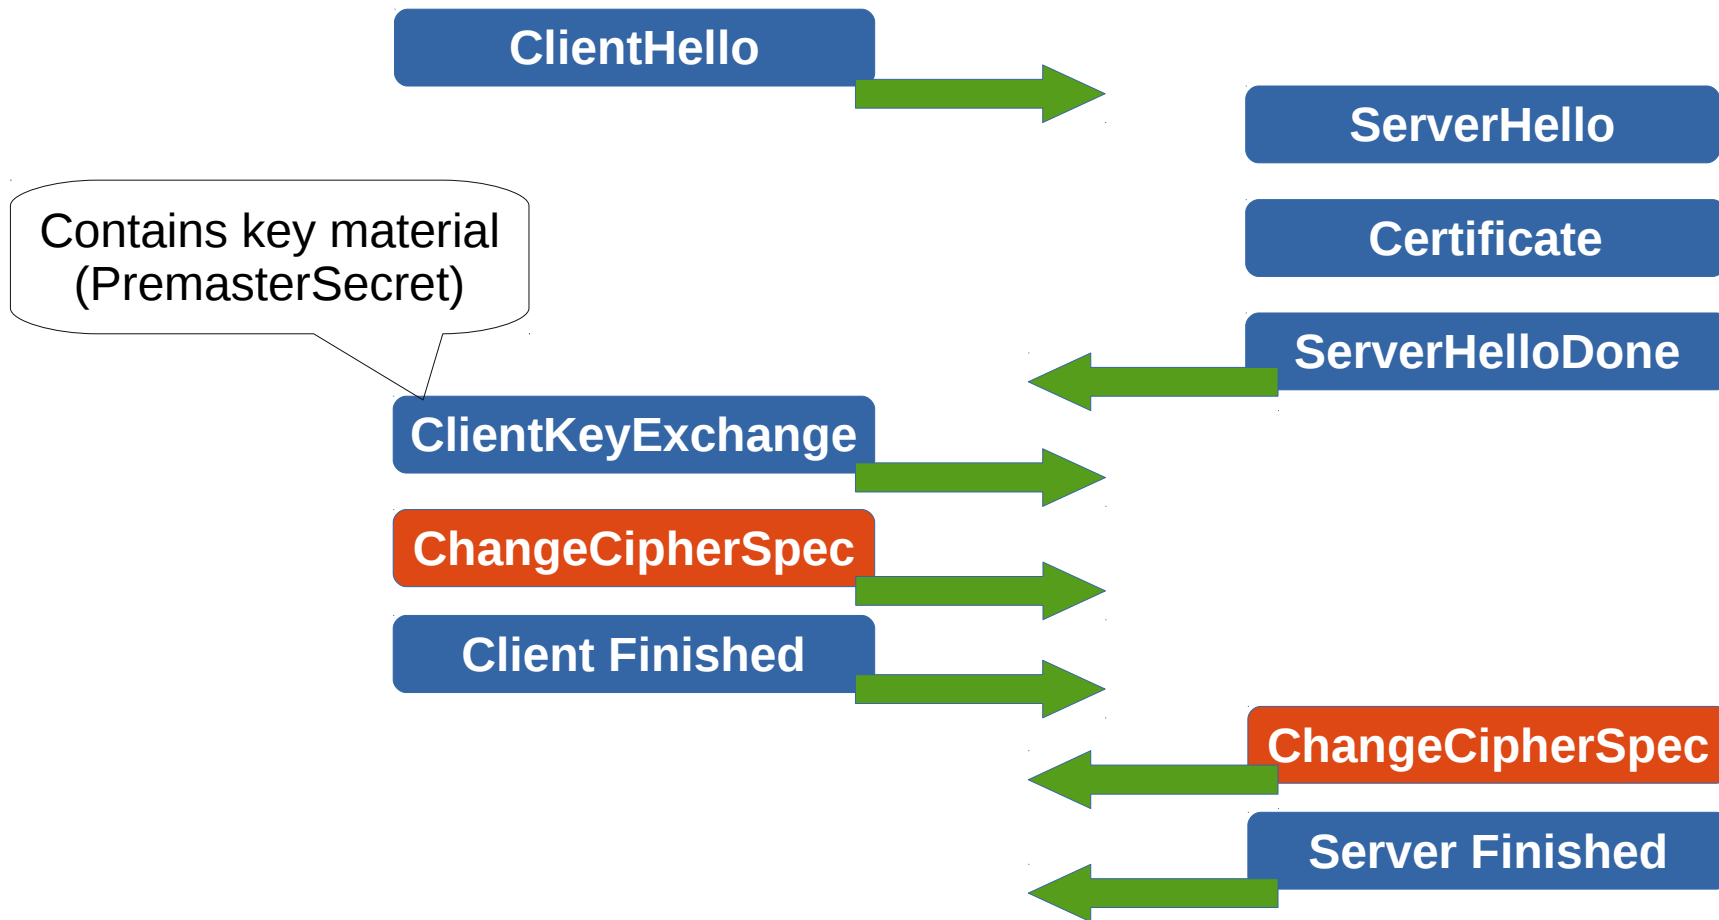 ClientHello
ServerHello
Contains key material
(PremasterSecret)
Certificate
ServerHelloDone
ClientKeyExchange
ChangeCipherSpec
Client Finished
ChangeCipherSpec
Server Finished